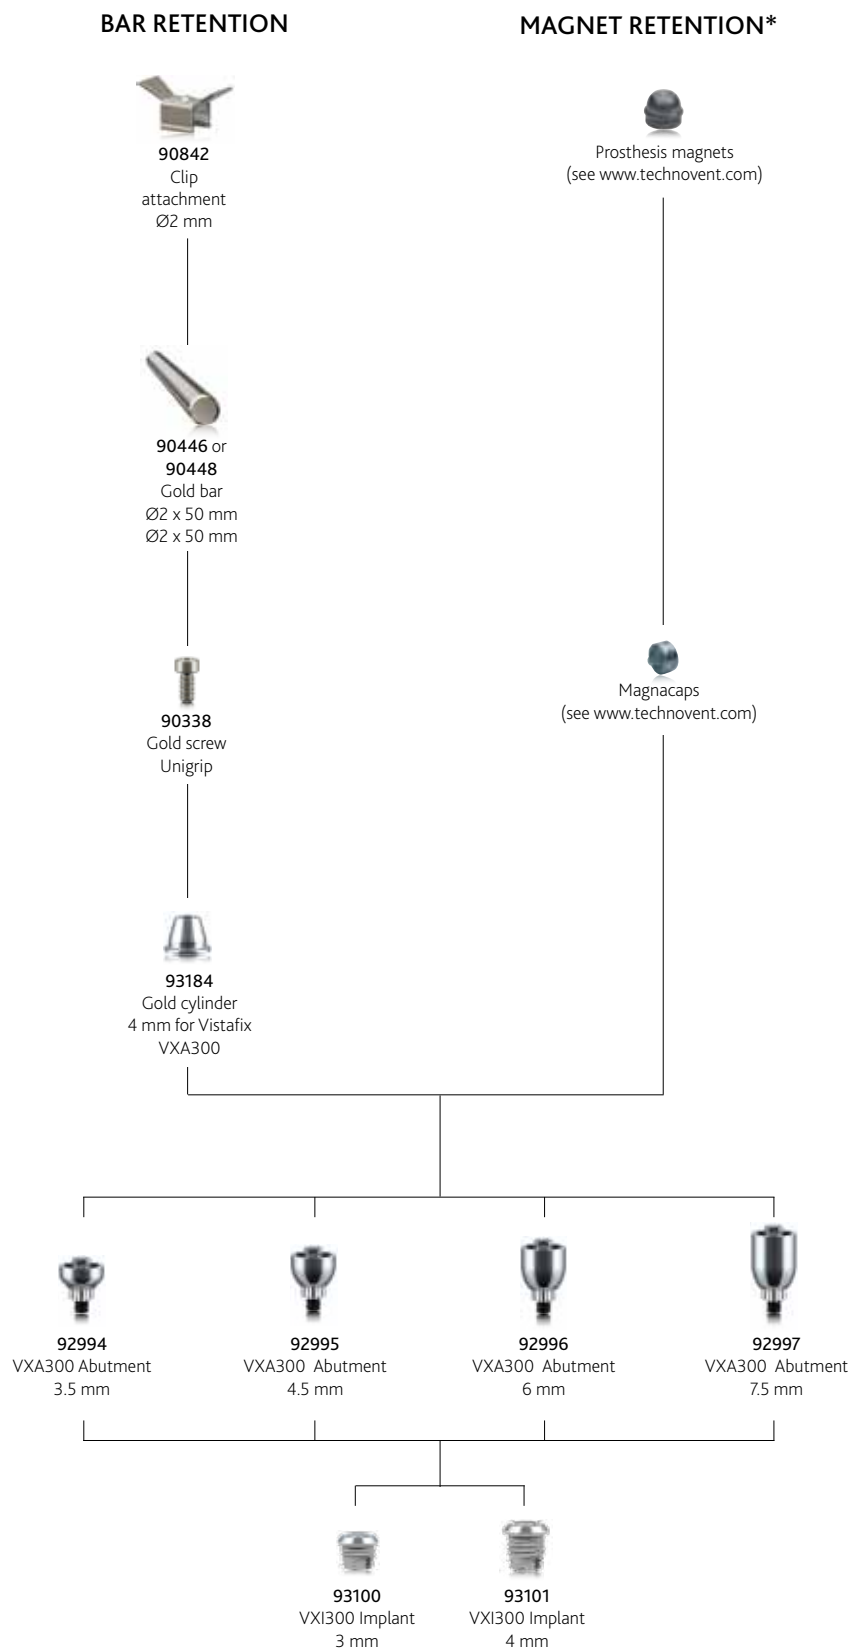 BAR RETENTION
MAGNET RETENTION*
90842
Clip
attachment
Ø2 mm
Prosthesis magnets
(see www.technovent.com)
90446 or
90448
Gold bar
Ø2 x 50 mm
Ø2 x 50 mm
90338
Gold screw
Unigrip
Magnacaps
(see www.technovent.com)
93184
Gold cylinder
4 mm for Vistafix
VXA300
92994
VXA300 Abutment
3.5 mm
92995
VXA300 Abutment
4.5 mm
92996
VXA300 Abutment
6 mm
92997
VXA300 Abutment
7.5 mm
93100
VXI300 Implant
3 mm
93101
VXI300 Implant
4 mm